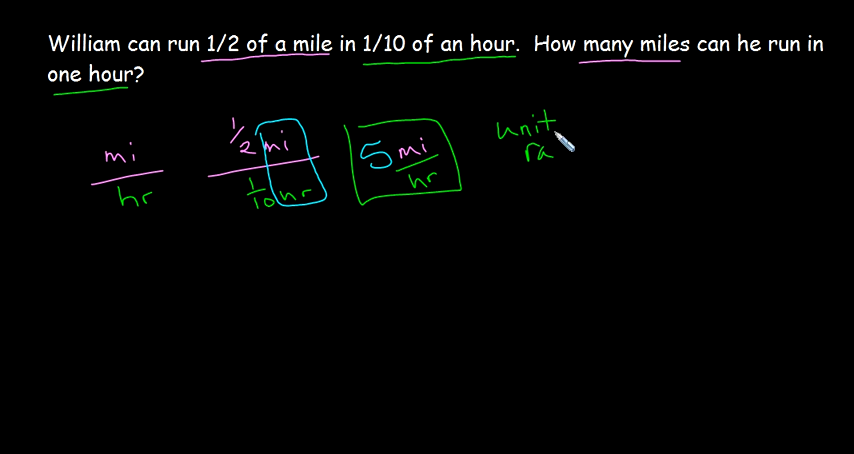 William can run 1/2 of a mile in 1/10 of an hour. How many miles can he run in
one hour?
mi
hr
1/2 mi
1/10 hr
5 mi
hr
unit
ra